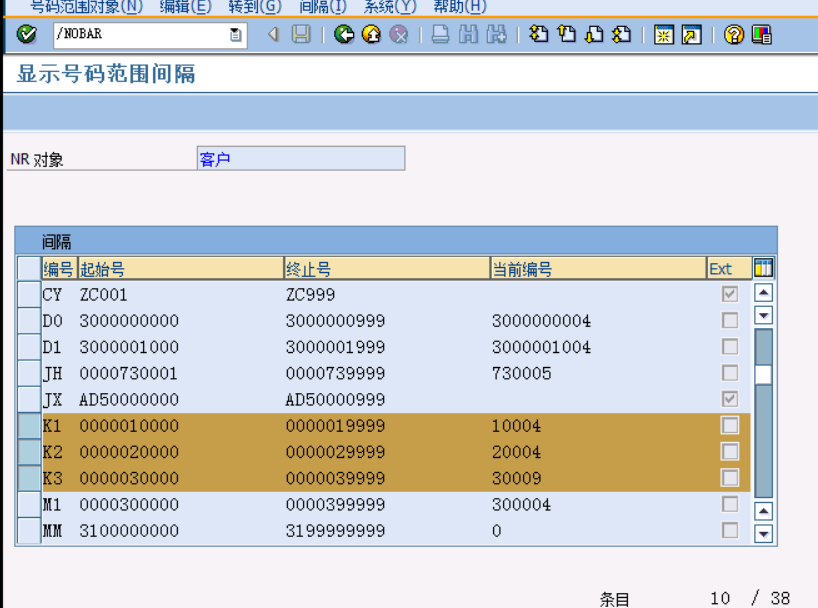 号码范围对象(N) 编辑(E) 转到(G) 间隔(I) 系统(Y) 帮助(H)
/NOBAR
显示号码范围间隔
NR 对象 客户
间隔
编号 起始号 终止号 当前编号 Ext
CY ZC001 ZC999
D0 3000000000 3000000999 3000000004
D1 3000001000 3000001999 3000001004
JH 0000730001 0000739999 730005
JX AD50000000 AD50000999
K1 0000010000 0000019999 10004
K2 0000020000 0000029999 20004
K3 0000030000 0000039999 30009
M1 0000300000 0000399999 300004
MM 3100000000 3199999999 0
条目 10 / 38